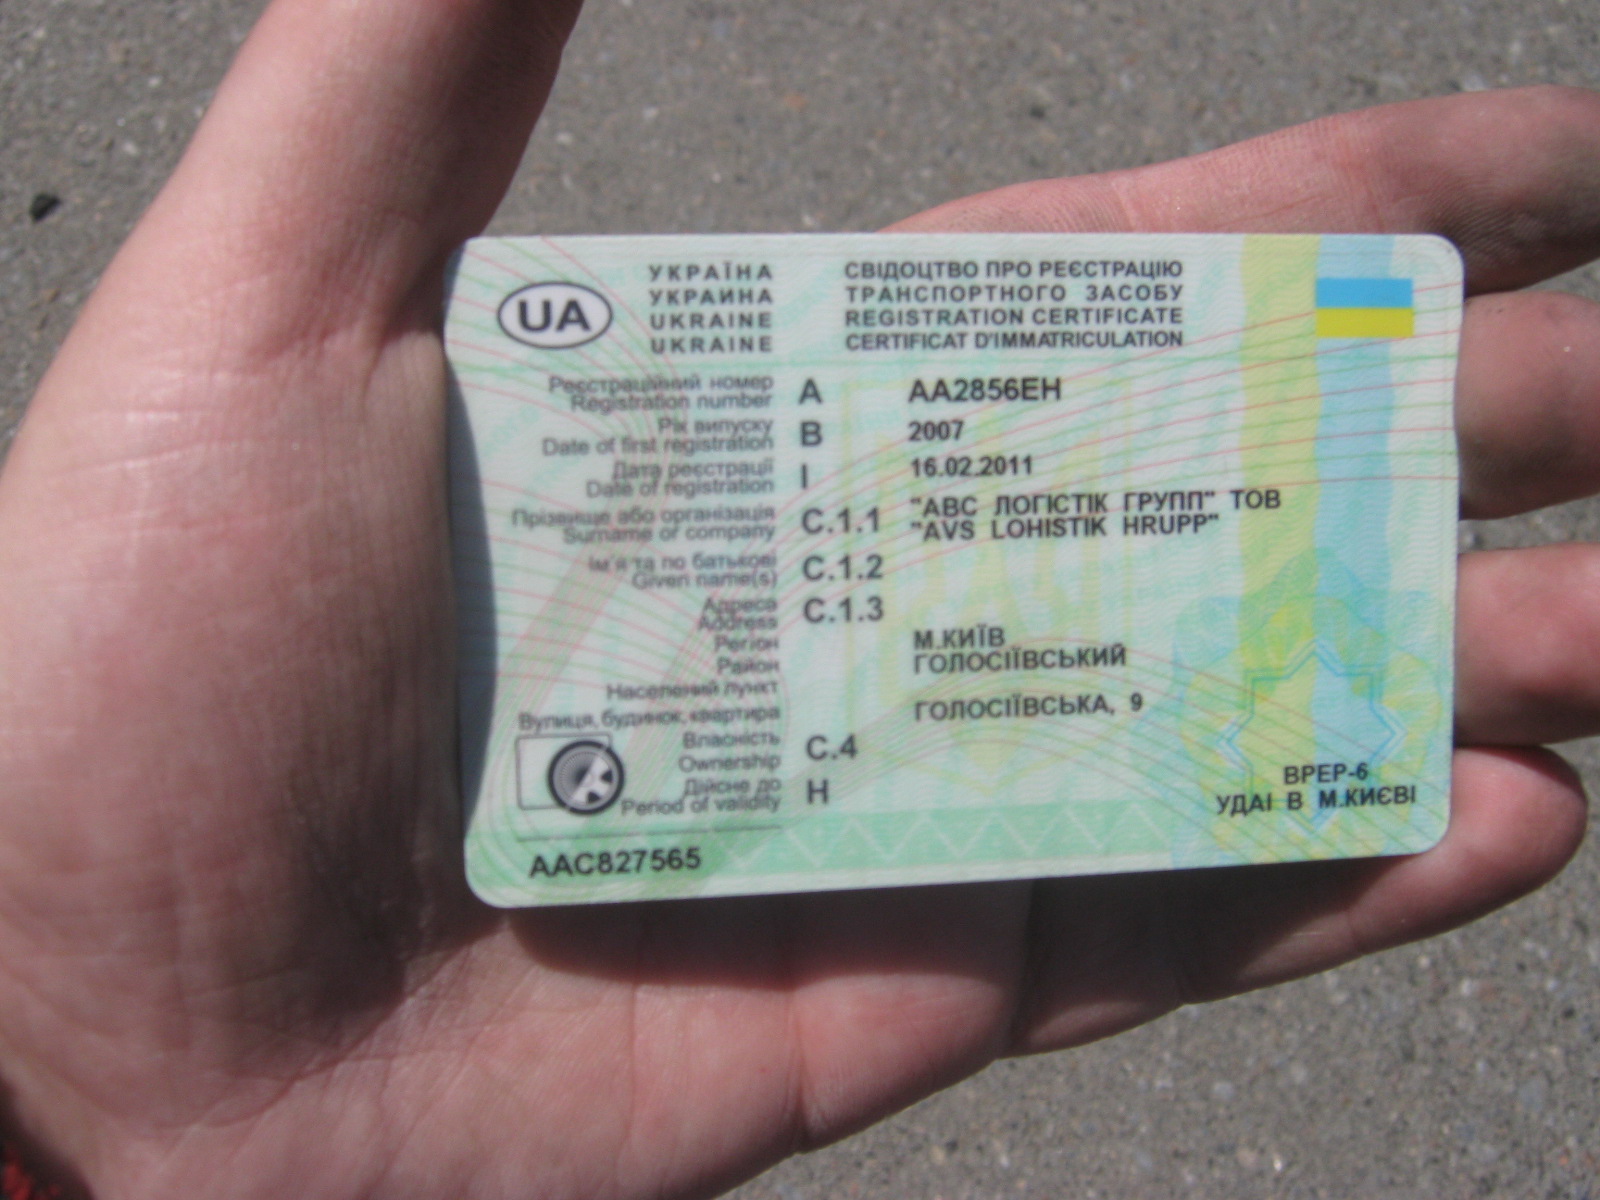 UA
УКРАЇНА
УКРАИНА
UKRAINE
UKRAINE
СВІДОЦТВО ПРО РЕЄСТРАЦІЮ
ТРАНСПОРТНОГО ЗАСОБУ
REGISTRATION CERTIFICATE
CERTIFICAT D'IMMATRICULATION
Реєстраційний номер
Registration number
A AA2856EH
Рік випуску
Date of first registration
B 2007
Дата реєстрації
Date of registration
I 16.02.2011
Прізвище або організація
Surname or company
C.1.1 "АВС ЛОГІСТІК ГРУПП" ТОВ
"AVS LOHISTIK HRUPP"
Ім'я та по батькові
Given name(s)
C.1.2
Адреса
Address
C.1.3
Регіон М.КИЇВ
Район ГОЛОСІЇВСЬКИЙ
Населений пункт
Вулиця, будинок, квартира ГОЛОСІЇВСЬКА, 9
Власність
Ownership
C.4
Дійсне до
Period of validity
H
ВРЕР-6
УДАІ В М.КИЄВІ
ААС827565